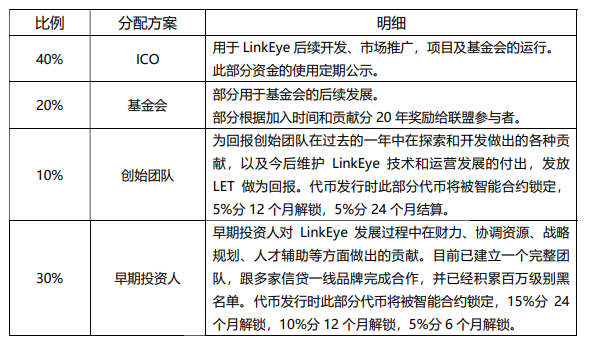 比例 分配方案 明细
40% ICO 用于 LinkEye 后续开发、市场推广，项目及基金会的运行。
此部分资金的使用定期公示。
20% 基金会 部分用于基金会的后续发展。
部分根据加入时间和贡献分 20 年奖励给联盟参与者。
10% 创始团队 为回报创始团队在过去的一年中在探索和开发做出的各种贡
献，以及今后维护 LinkEye 技术和运营发展的付出，发放
LET 做为回报。代币发行时此部分代币将被智能合约锁定，
5%分 12 个月解锁，5%分 24 个月结算。
30% 早期投资人 早期投资人对 LinkEye 发展过程中在财力、协调资源、战略
规划、人才辅助等方面做出的贡献。目前已建立一个完整团
队，跟多家信贷一线品牌完成合作，并已经积累百万级别黑
名单。代币发行时此部分代币将被智能合约锁定，15%分 24
个月解锁，10%分 12 个月解锁，5%分 6 个月解锁。